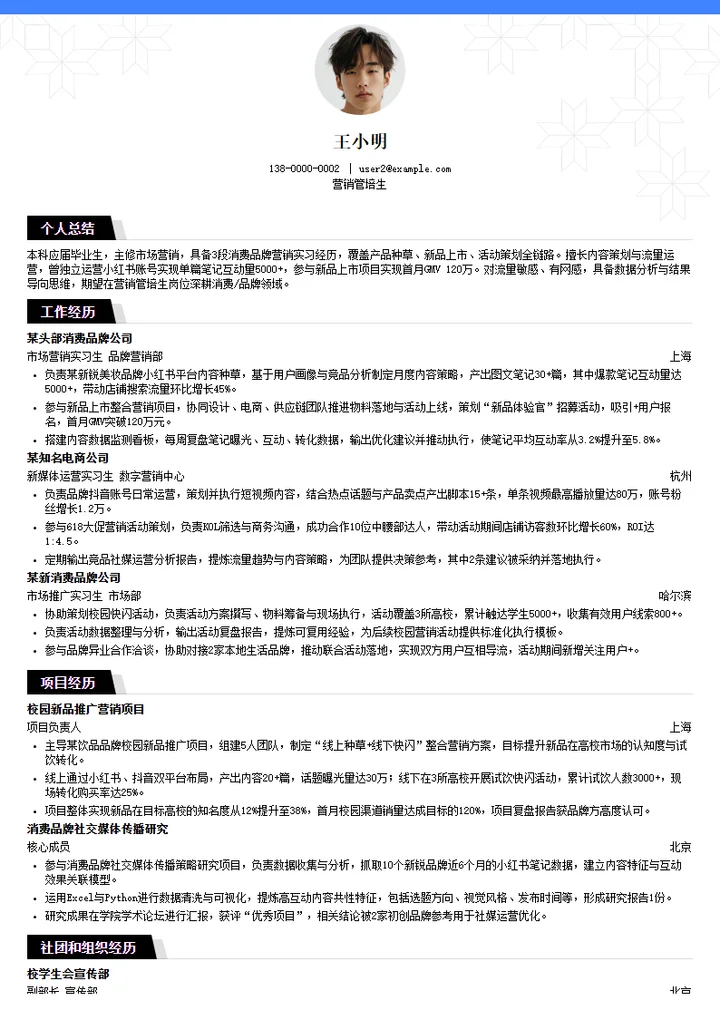 王小明
138-0000-0002 | user2@example.com
营销管培生
个人总结
本科应届毕业生，主修市场营销，具备3段消费品牌营销实习经历，覆盖产品种草、新品上市、活动策划全链路。擅长内容策划与流量运
营，曾独立运营小红书账号实现单篇笔记互动量5000+，参与新品上市项目实现首月GMV 120万。对流量敏感、有网感，具备数据分析与结果
导向思维，期望在营销管培生岗位深耕消费/品牌领域。
工作经历
某头部消费品牌公司
市场营销实习生 品牌营销部 上海
• 负责某新锐美妆品牌小红书平台内容种草，基于用户画像与竞品分析制定月度内容策略，产出图文笔记30+篇，其中爆款笔记互动量达
5000+，带动店铺搜索流量环比增长45%。
• 参与新品上市整合营销项目，协同设计、电商、供应链团队推进物料落地与活动上线，策划“新品体验官”招募活动，吸引+用户报
名，首月GMV突破120万元。
• 搭建内容数据监测看板，每周复盘笔记曝光、互动、转化数据，输出优化建议并推动执行，使笔记平均互动率从3.2%提升至5.8%。
某知名电商公司
新媒体运营实习生 数字营销中心 杭州
• 负责品牌抖音账号日常运营，策划并执行短视频内容，结合热点话题与产品卖点产出脚本15+条，单条视频最高播放量达80万，账号粉
丝增长1.2万。
• 参与618大促营销活动策划，负责KOL筛选与商务沟通，成功合作10位中腰部达人，带动活动期间店铺访客数环比增长60%，ROI达
1:4.5。
• 定期输出竞品社媒运营分析报告，提炼流量趋势与内容策略，为团队提供决策参考，其中2条建议被采纳并落地执行。
某新消费品牌公司
市场推广实习生 市场部 哈尔滨
• 协助策划校园快闪活动，负责活动方案撰写、物料筹备与现场执行，活动覆盖3所高校，累计触达学生5000+，收集有效用户线索800+。
• 负责活动数据整理与分析，输出活动复盘报告，提炼可复用经验，为后续校园营销活动提供标准化执行模板。
• 参与品牌异业合作洽谈，协助对接2家本地生活品牌，推动联合活动落地，实现双方用户互相导流，活动期间新增关注用户+。
项目经历
校园新品推广营销项目
项目负责人 上海
• 主导某饮品品牌校园新品推广项目，组建5人团队，制定“线上种草+线下快闪”整合营销方案，目标提升新品在高校市场的认知度与试
饮转化。
• 线上通过小红书、抖音双平台布局，产出内容20+篇，话题曝光量达30万；线下在3所高校开展试饮快闪活动，累计试饮人数3000+，现
场转化购买率达25%。
• 项目整体实现新品在目标高校的知名度从12%提升至38%，首月校园渠道销量达成目标的120%，项目复盘报告获品牌方高度认可。
消费品牌社交媒体传播研究
核心成员 北京
• 参与消费品牌社交媒体传播策略研究项目，负责数据收集与分析，抓取10个新锐品牌近6个月的小红书笔记数据，建立内容特征与互动
效果关联模型。
• 运用Excel与Python进行数据清洗与可视化，提炼高互动内容共性特征，包括选题方向、视觉风格、发布时间等，形成研究报告1份。
• 研究成果在学院学术论坛进行汇报，获评“优秀项目”，相关结论被2家初创品牌参考用于社媒运营优化。
社团和组织经历
校学生会宣传部
副部长 宣传部 北京